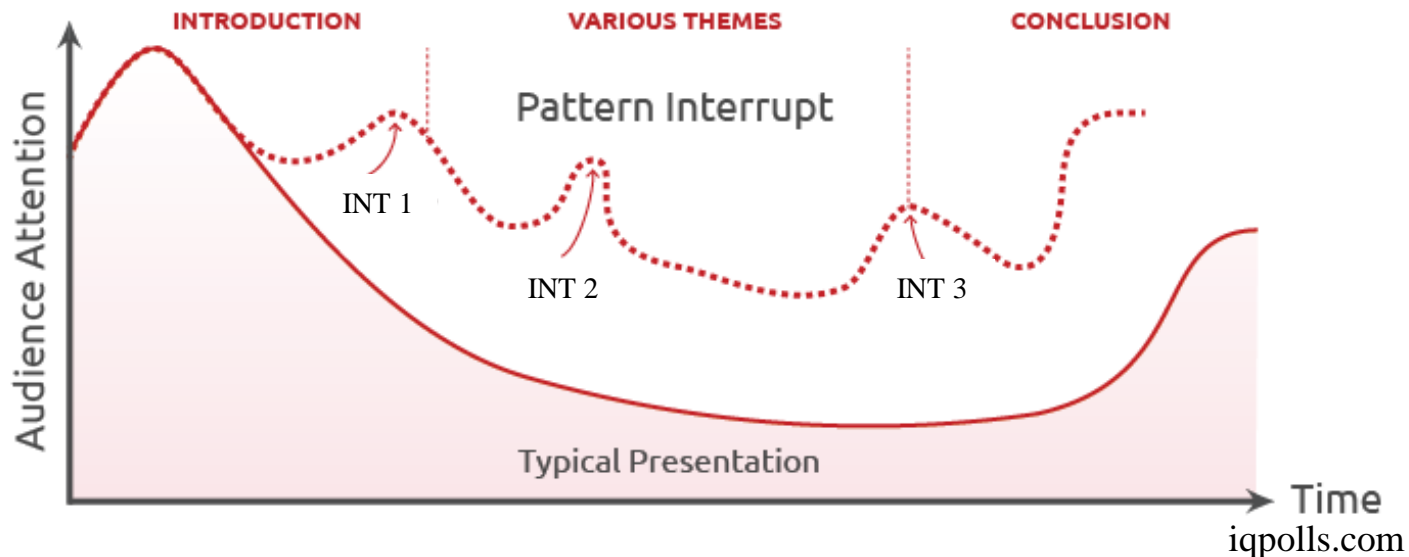 INTRODUCTION
VARIOUS THEMES
CONCLUSION
Audience Attention
Pattern Interrupt
INT 1
INT 2
INT 3
Typical Presentation
Time
iqpolls.com